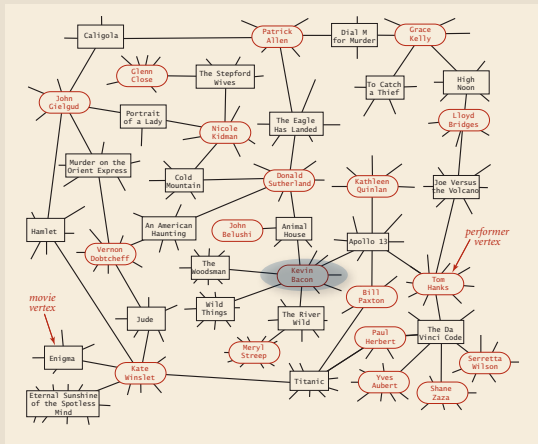 Caligola
Patrick
Allen
Dial M
for Murder
Grace
Kelly
Glenn
Close
The Stepford
Wives
To Catch
a Thief
High
Noon
John
Gielgud
Portrait
of a Lady
Nicole
Kidman
The Eagle
Has Landed
Lloyd
Bridges
Murder on the
Orient Express
Cold
Mountain
Donald
Sutherland
Kathleen
Quinlan
Joe Versus
the Volcano
Hamlet
An American
Haunting
John
Belushi
Animal
House
Apollo 13
performer
vertex
Vernon
Dobtcheff
The
Woodsman
Kevin
Bacon
Tom
Hanks
movie
vertex
Bill
Paxton
Wild
Things
Jude
The River
Wild
Paul
Herbert
The Da
Vinci Code
Enigma
Meryl
Streep
Serretta
Wilson
Kate
Winslet
Titanic
Yves
Aubert
Shane
Zaza
Eternal Sunshine
of the Spotless
Mind